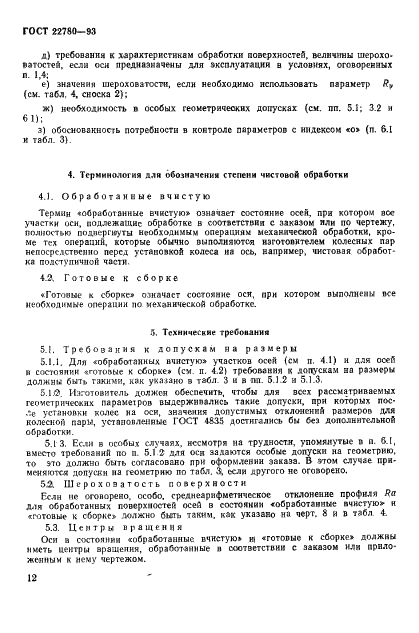 ГОСТ 22780—93
д) требования к характеристикам обработки поверхностей, величины шерохо-
ватостей, если оси предназначены для эксплуатации в условиях, оговоренных
п. 1,4;
е) значения шероховатости, если необходимо использовать параметр Ry
(см. табл. 4, сноска 2);
ж) необходимость в особых геометрических допусках (см. пп. 5.1; 3.2 и
6 1);
з) обоснованность потребности в контроле параметров с индексом «о» (п. 6.1
и табл. 3).
4. Терминология для обозначения степени чистовой обработки
4.1. Обработанные вчистую
Термин «обработанные вчистую» означает состояние осей, при котором все
участки оси, подлежащие обработке в соответствии с заказом или по чертежу,
полностью подвергнуты необходимым операциям механической обработки, кро-
ме тех операций, которые обычно выполняются изготовителем колесных пар
непосредственно перед установкой колеса на ось, например, чистовая обработ-
ка подступичной части.
4.2. Готовые к сборке
«Готовые к сборке» означает состояние оси, при котором выполнены все
необходимые операции по механической обработке.
5. Технические требования
5.1. Требования к допускам на размеры
5.1.1. Для «обработанных вчистую» участков осей (см п. 4.1) и для осей
в состоянии «готовые к сборке» (см. п. 4.2) требования к допускам на размеры
должны быть такими, как указано в табл. 3 и в пп. 5.1.2 и 5.1.3.
5.1.2. Изготовитель должен обеспечить, чтобы для всех рассматриваемых
геометрических параметров выдерживались такие допуски, при которых пос-
ле установки колес на оси, значения допустимых отклонений размеров для
колесной пары, установленные ГОСТ 4835 достигались бы без дополнительной
обработки.
5.1 3. Если в особых случаях, несмотря на трудности, упомянутые в п. 6.1,
вместо требований по п. 5.1.2 для оси задаются особые допуски на геометрию,
то это должно быть согласовано при оформлении заказа. В этом случае при-
меняются допуски на геометрию по табл. 3, если другого не оговорено.
5.2. Шероховатость поверхности
Если не оговорено, особо, среднеарифметическое отклонение профиля Ra
для обработанных поверхностей осей в состоянии «обработанные вчистую» и
«готовые к сборке» должно быть таким, как указано на черт. 8 и в табл. 4.
5.3. Центры вращения
Оси в состоянии «обработанные вчистую» и «готовые к сборке» должны
иметь центры вращения, обработанные в соответствии с заказом или прило-
женным к нему чертежом.
12